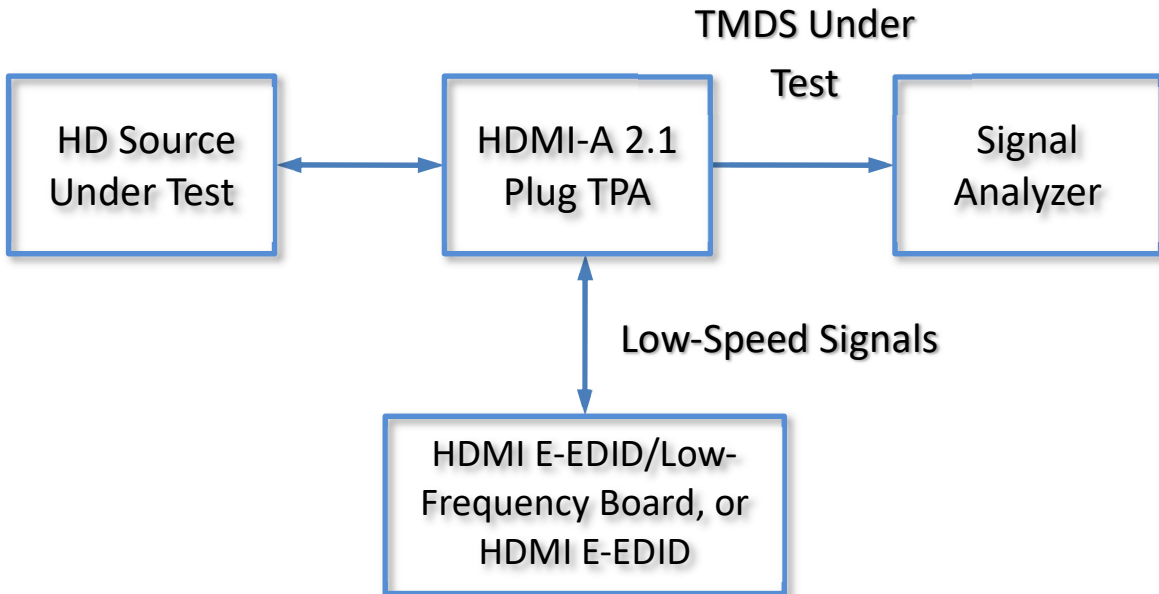 TMDS Under
Test
HD Source
Under Test
HDMI-A 2.1
Plug TPA
Signal
Analyzer
Low-Speed Signals
HDMI E-EDID/Low-
Frequency Board, or
HDMI E-EDID